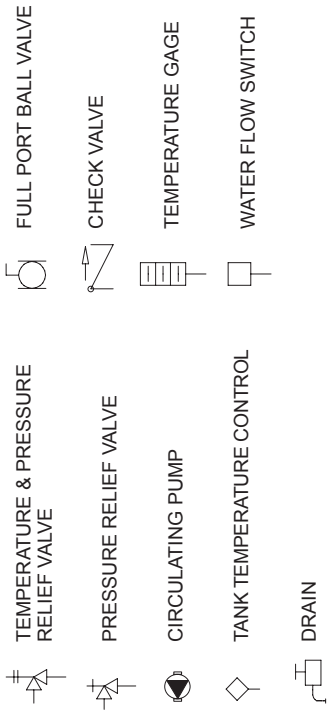 TEMPERATURE & PRESSURE
RELIEF VALVE
PRESSURE RELIEF VALVE
CIRCULATING PUMP
TANK TEMPERATURE CONTROL
DRAIN
FULL PORT BALL VALVE
CHECK VALVE
TEMPERATURE GAGE
WATER FLOW SWITCH